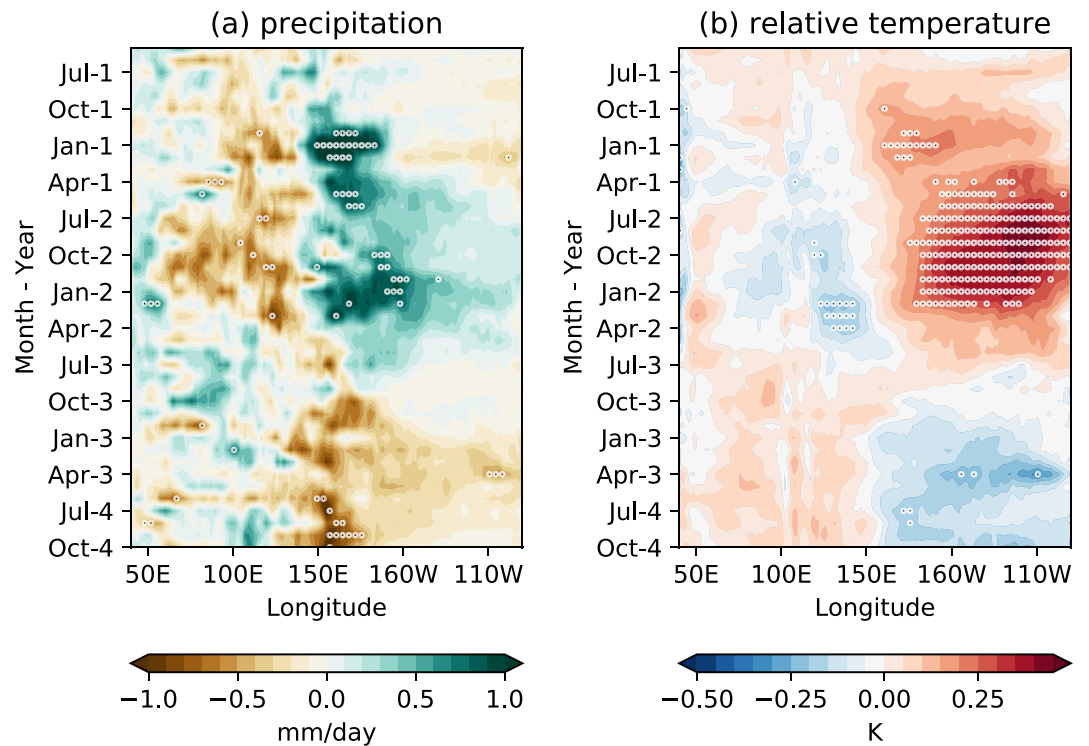 (a) precipitation
Month - Year
Jul-1
Oct-1
Jan-1
Apr-1
Jul-2
Oct-2
Jan-2
Apr-2
Jul-3
Oct-3
Jan-3
Apr-3
Jul-4
Oct-4
50E 100E 150E 160W 110W
Longitude
−1.0 −0.5 0.0 0.5 1.0
mm/day
(b) relative temperature
Month - Year
Jul-1
Oct-1
Jan-1
Apr-1
Jul-2
Oct-2
Jan-2
Apr-2
Jul-3
Oct-3
Jan-3
Apr-3
Jul-4
Oct-4
50E 100E 150E 160W 110W
Longitude
−0.50 −0.25 0.00 0.25
K